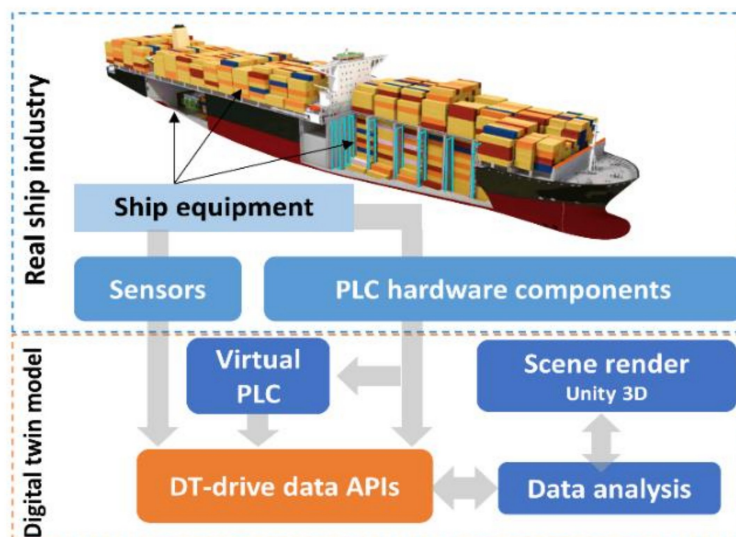 Real ship industry
Ship equipment
Sensors
PLC hardware components
Digital twin model
Virtual
PLC
Scene render
Unity 3D
DT-drive data APIs
Data analysis